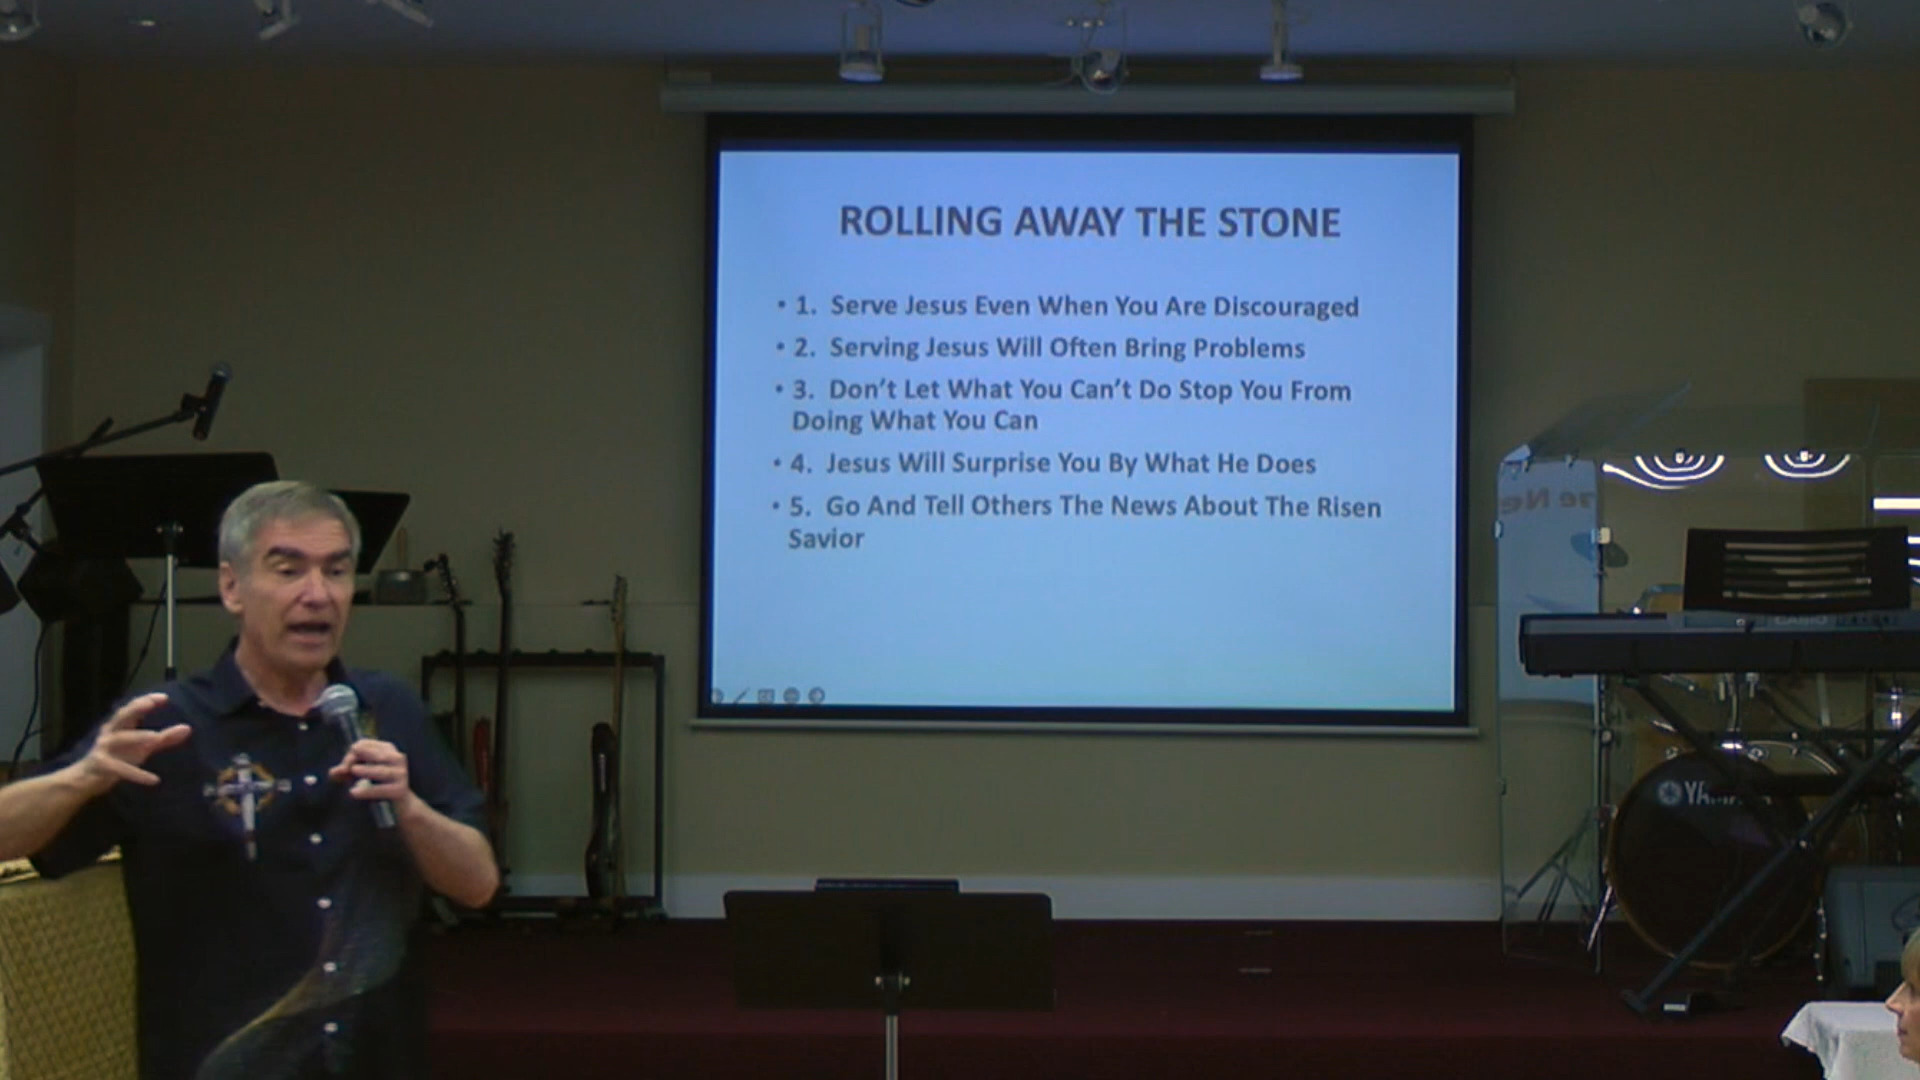 ROLLING AWAY THE STONE
• 1. Serve Jesus Even When You Are Discouraged
• 2. Serving Jesus Will Often Bring Problems
• 3. Don't Let What You Can't Do Stop You From
Doing What You Can
• 4. Jesus Will Surprise You By What He Does
• 5. Go And Tell Others The News About The Risen
Savior
CASIO